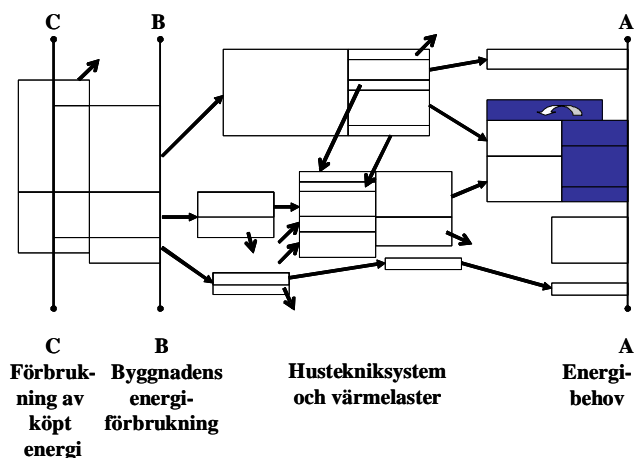 C
B
A
C
B
A
Förbruk-
ning av
köpt
energi
Byggnadens
energi-
förbrukning
Hustekniksystem
och värmelaster
Energi-
behov